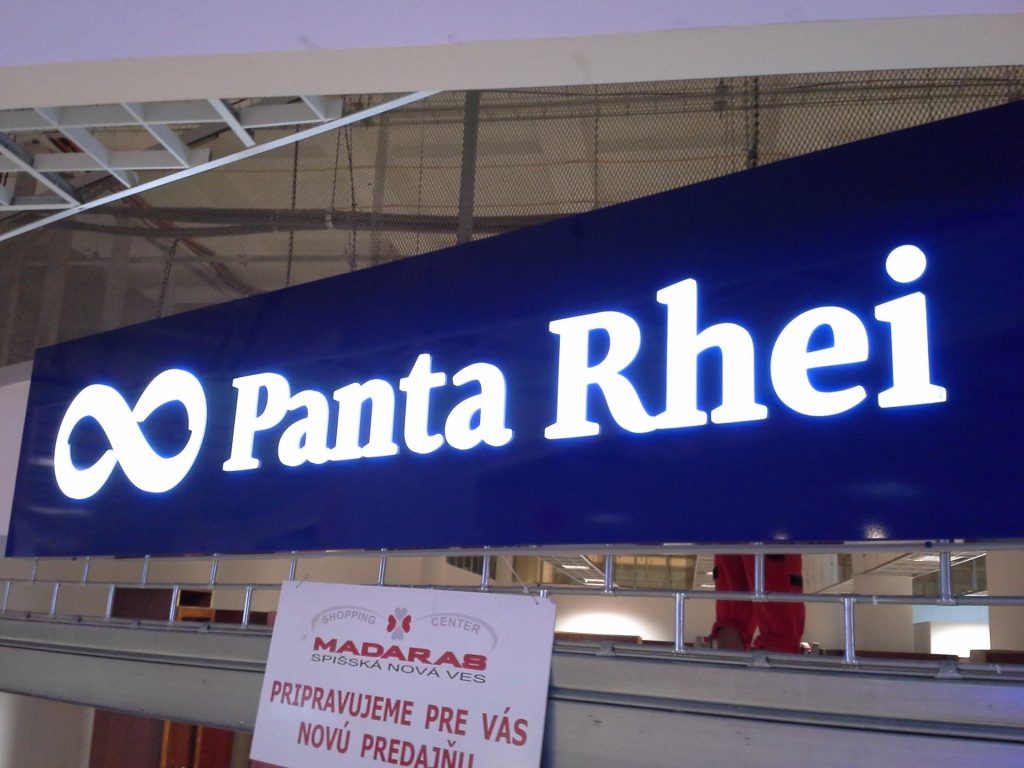 Panta Rhei
SHOPPING CENTER
MADARAS
SPIŠSKÁ NOVÁ VES
PRIPRAVUJEME PRE VÁS
NOVÚ PREDAJŇU